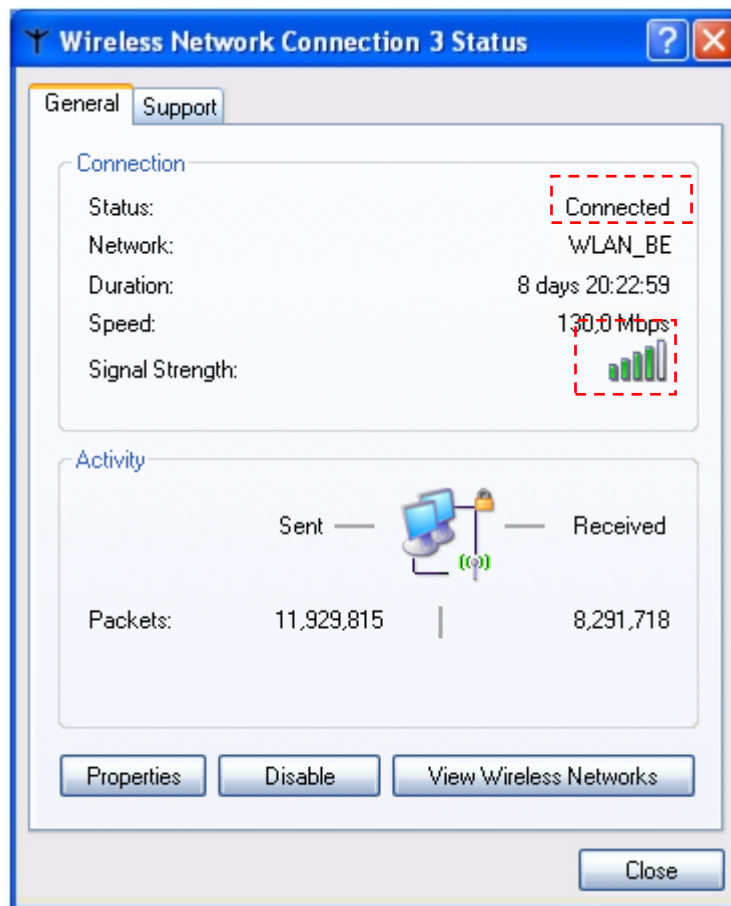 Wireless Network Connection 3 Status
General Support
Connection
Status: Connected
Network: WLAN_BE
Duration: 8 days 20:22:59
Speed: 130,0 Mbps
Signal Strength:
Activity
Sent Received
Packets: 11,929,815 8,291,718
Properties Disable View Wireless Networks
Close